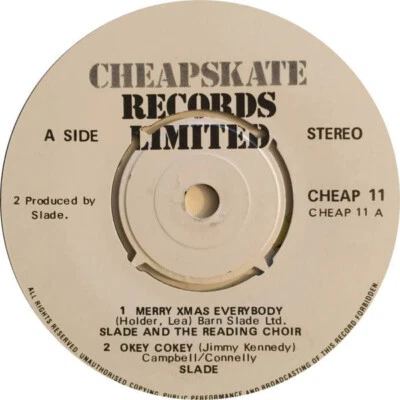 CHEAPSKATE
RECORDS
LIMITED
A SIDE
STEREO
2 Produced by
Slade.
CHEAP 11
CHEAP 11 A
1 MERRY XMAS EVERYBODY
(Holder, Lea) Barn Slade Ltd.
SLADE AND THE READING CHOIR
2 OKEY COKEY (Jimmy Kennedy)
Campbell/Connelly
SLADE
ALL RIGHTS RESERVED. UNAUTHORISED COPYING, PUBLIC PERFORMANCE AND BROADCASTING OF THIS RECORD FORBIDDEN.